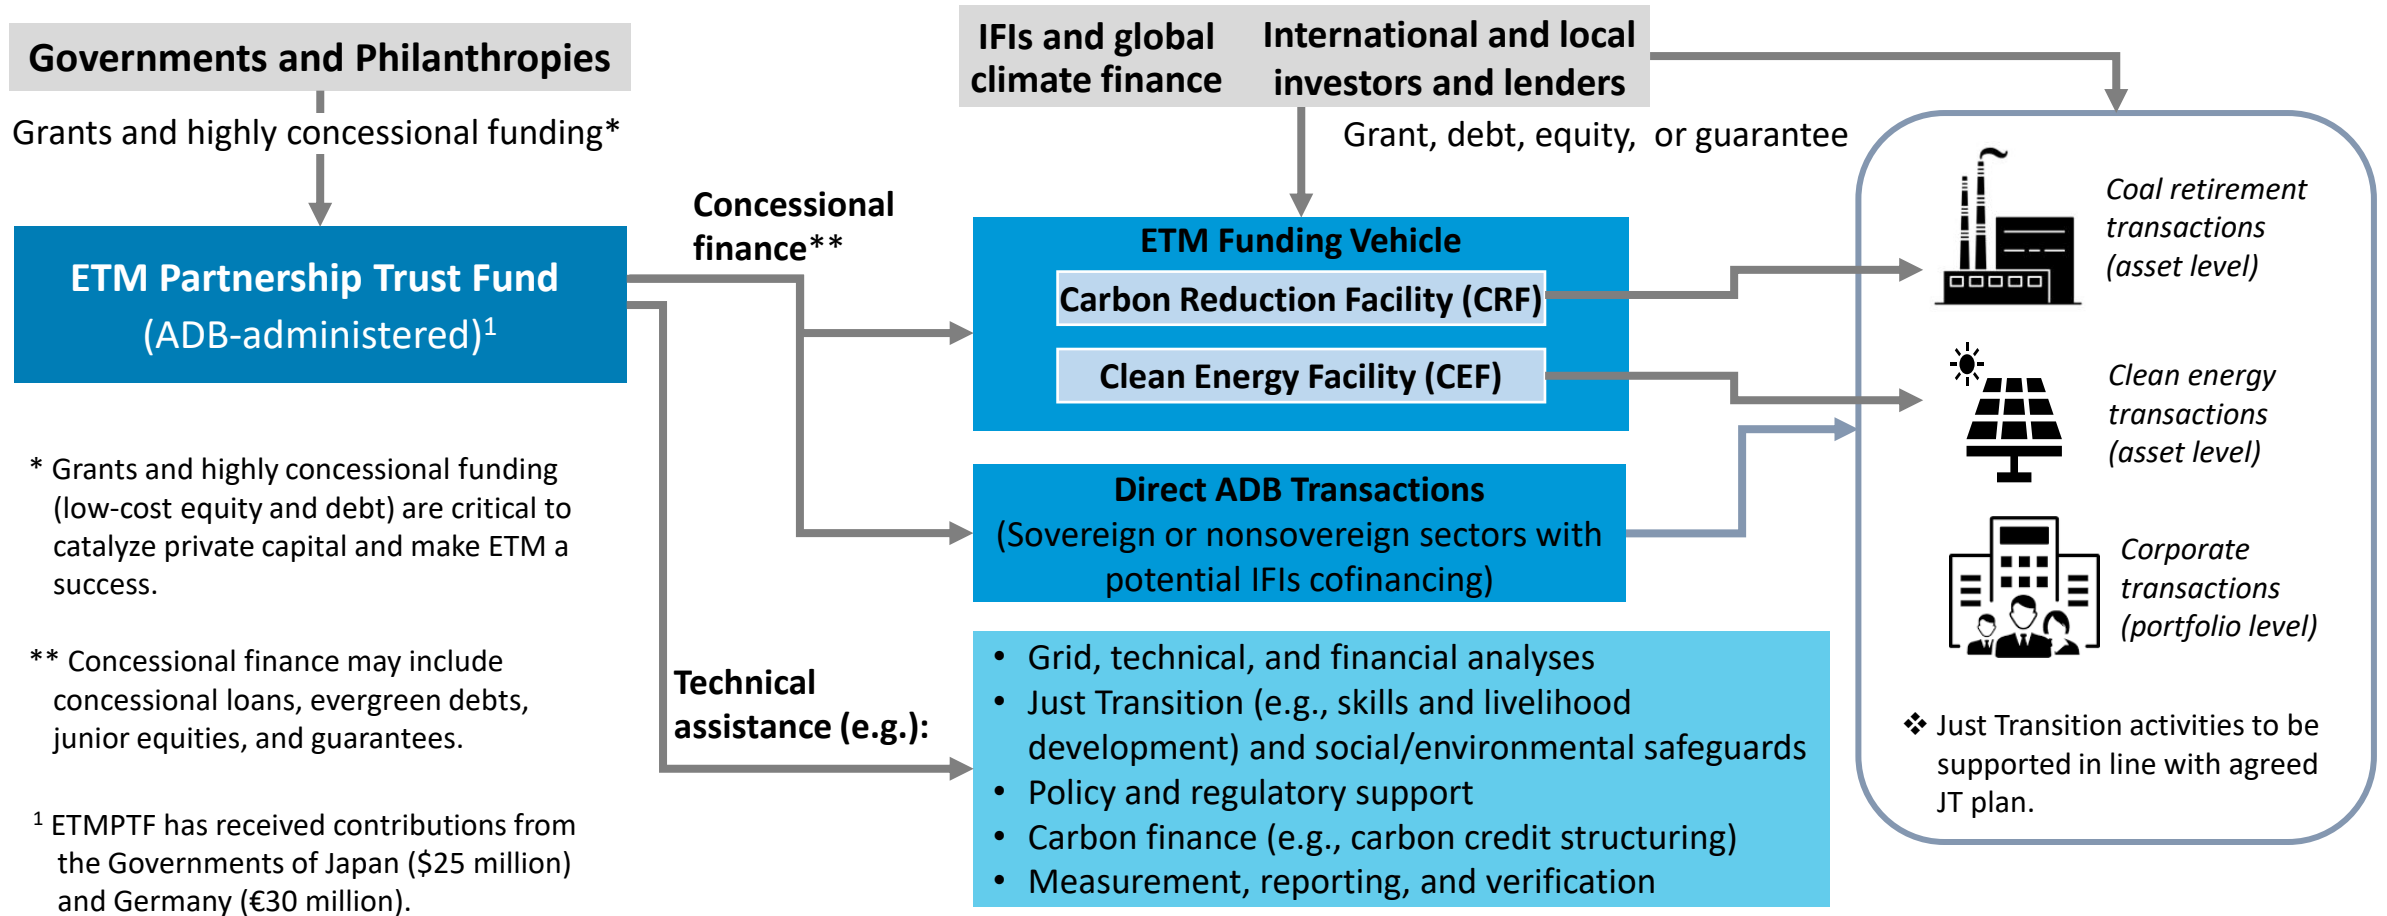 Governments and Philanthropies
Grants and highly concessional funding*
ETM Partnership Trust Fund
(ADB-administered)1
* Grants and highly concessional funding
(low-cost equity and debt) are critical to
catalyze private capital and make ETM a
success.
** Concessional finance may include
concessional loans, evergreen debts,
junior equities, and guarantees.
1 ETMPTF has received contributions from
the Governments of Japan ($25 million)
and Germany (€30 million).
Concessional
finance**
Technical
assistance (e.g.):
IFIs and global
climate finance
International and local
investors and lenders
Grant, debt, equity, or guarantee
ETM Funding Vehicle
Carbon Reduction Facility (CRF)
Clean Energy Facility (CEF)
Direct ADB Transactions
(Sovereign or nonsovereign sectors with
potential IFIs cofinancing)
• Grid, technical, and financial analyses
• Just Transition (e.g., skills and livelihood
development) and social/environmental safeguards
• Policy and regulatory support
• Carbon finance (e.g., carbon credit structuring)
• Measurement, reporting, and verification
Coal retirement
transactions
(asset level)
Clean energy
transactions
(asset level)
Corporate
transactions
(portfolio level)
❖ Just Transition activities to be
supported in line with agreed
JT plan.